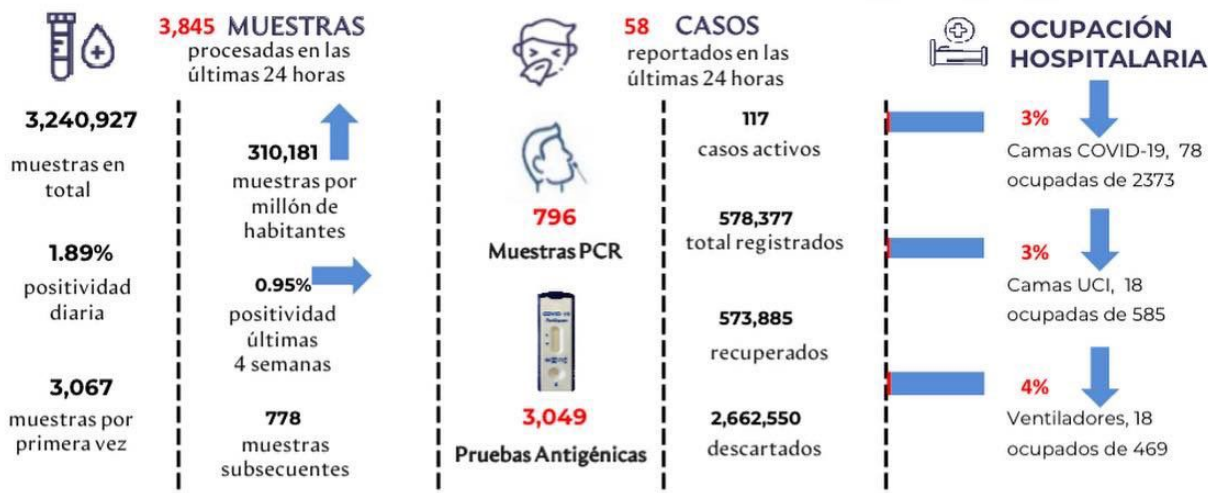 3,845 MUESTRAS
procesadas en las
últimas 24 horas
3,240,927
muestras en
total
1.89%
positividad
diaria
3,067
muestras por
primera vez
310,181
muestras por
millón de
habitantes
0.95%
positividad
últimas
4 semanas
778
muestras
subsecuentes
58 CASOS
reportados en las
últimas 24 horas
796
Muestras PCR
COVID-19
3,049
Pruebas Antigénicas
117
casos activos
578,377
total registrados
573,885
recuperados
2,662,550
descartados
OCUPACIÓN
HOSPITALARIA
3%
Camas COVID-19, 78
ocupadas de 2373
3%
Camas UCI, 18
ocupadas de 585
4%
Ventiladores, 18
ocupados de 469